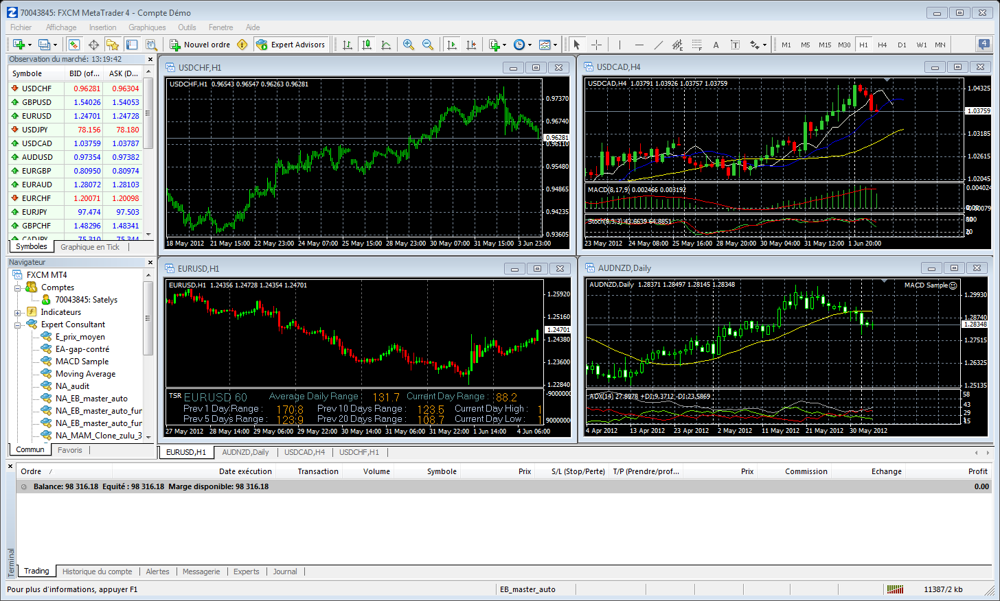 70043845: FXCM MetaTrader 4 - Compte Démo
Fichier Affichage Insertion Graphiques Outils Fenetre Aide
Nouvel ordre Expert Advisors A T M1 M5 M15 M30 H1 H4 D1 W1 MN 4
Observation du marché: 13:19:42
Symbole BID (of... ASK (D...
USDCHF 0.96281 0.96304
GBPUSD 1.54026 1.54053
EURUSD 1.24701 1.24728
USDJPY 78.156 78.180
USDCAD 1.03759 1.03787
AUDUSD 0.97354 0.97382
EURGBP 0.80950 0.80974
EURAUD 1.28072 1.28103
EURCHF 1.20071 1.20098
EURJPY 97.474 97.503
GBPCHF 1.48296 1.48341
CADJPY 75.310 75.344
Symboles Graphique en Tick
Navigateur
FXCM MT4
Comptes
70043845: Satelys
Indicateurs
Expert Consultant
E_prix_moyen
EA-gap-contré
MACD Sample
Moving Average
NA_audit
NA_EB_master_auto
NA_EB_master_auto_fur
NA_EB_master_auto_fur
NA_MAM_Clone_zulu_3
Commun Favoris
USDCHF,H1
USDCHF,H1 0.96543 0.96547 0.96263 0.96281
0.97370
0.96740
0.96281
0.96110
0.95480
0.94865
0.94235
0.93605
18 May 2012 21 May 15:00 22 May 23:00 24 May 07:00 25 May 15:00 28 May 23:00 30 May 07:00 31 May 15:00 3 Jun 23:00
USDCAD,H4
USDCAD,H4 1.03791 1.03926 1.03757 1.03759
1.04325
1.03759
1.03185
1.02615
1.02045
MACD(8,17,9) 0.002466 0.003192
0.004024
Stoch(8,3,3) 43.6639 64.8851
20
23 May 2012 24 May 08:00 25 May 16:00 28 May 20:00 30 May 04:00 31 May 12:00 1 Jun 20:00
EURUSD,H1
EURUSD,H1 1.24356 1.24728 1.24354 1.24701
1.25920
1.25160
1.24701
1.24380
1.23600
1.22840
TSR EURUSD 60 Average Daily Range : 131.7 Current Day Range : 88.2
Prev 1 Day Range : 170.8 Prev 10 Days Range : 123.5 Current Day High : 1
Prev 5 Days Range : 123.9 Prev 20 Days Range : 108.7 Current Day Low : 1
-9000000
90000000
27 May 2012 28 May 14:00 29 May 06:00 29 May 22:00 30 May 14:00 31 May 06:00 31 May 22:00 1 Jun 14:00 4 Jun 06:00
AUDNZD,Daily
AUDNZD,Daily 1.28371 1.28497 1.28145 1.28348
MACD Sample
1.29930
1.28740
1.28348
1.27515
1.26325
1.25135
ADX(14) 27.8978 +DI:9.3712 -DI:23.5869
58
43
29
15
4 Apr 2012 13 Apr 2012 23 Apr 2012 2 May 2012 11 May 2012 21 May 2012 30 May 2012
EURUSD,H1 AUDNZD,Daily USDCAD,H4 USDCHF,H1
Ordre / Date exécution Transaction Volume Symbole Prix S/L (Stop/Perte) T/P (Prendre/prof... Prix Commission Echange Profit
Balance: 98 316.18 Equité : 98 316.18 Marge disponible: 98 316.18 0.00
Terminal
Trading Historique du compte Alertes Messagerie Experts Journal
Pour plus d'informations, appuyer F1 EB_master_auto 11387/2 kb